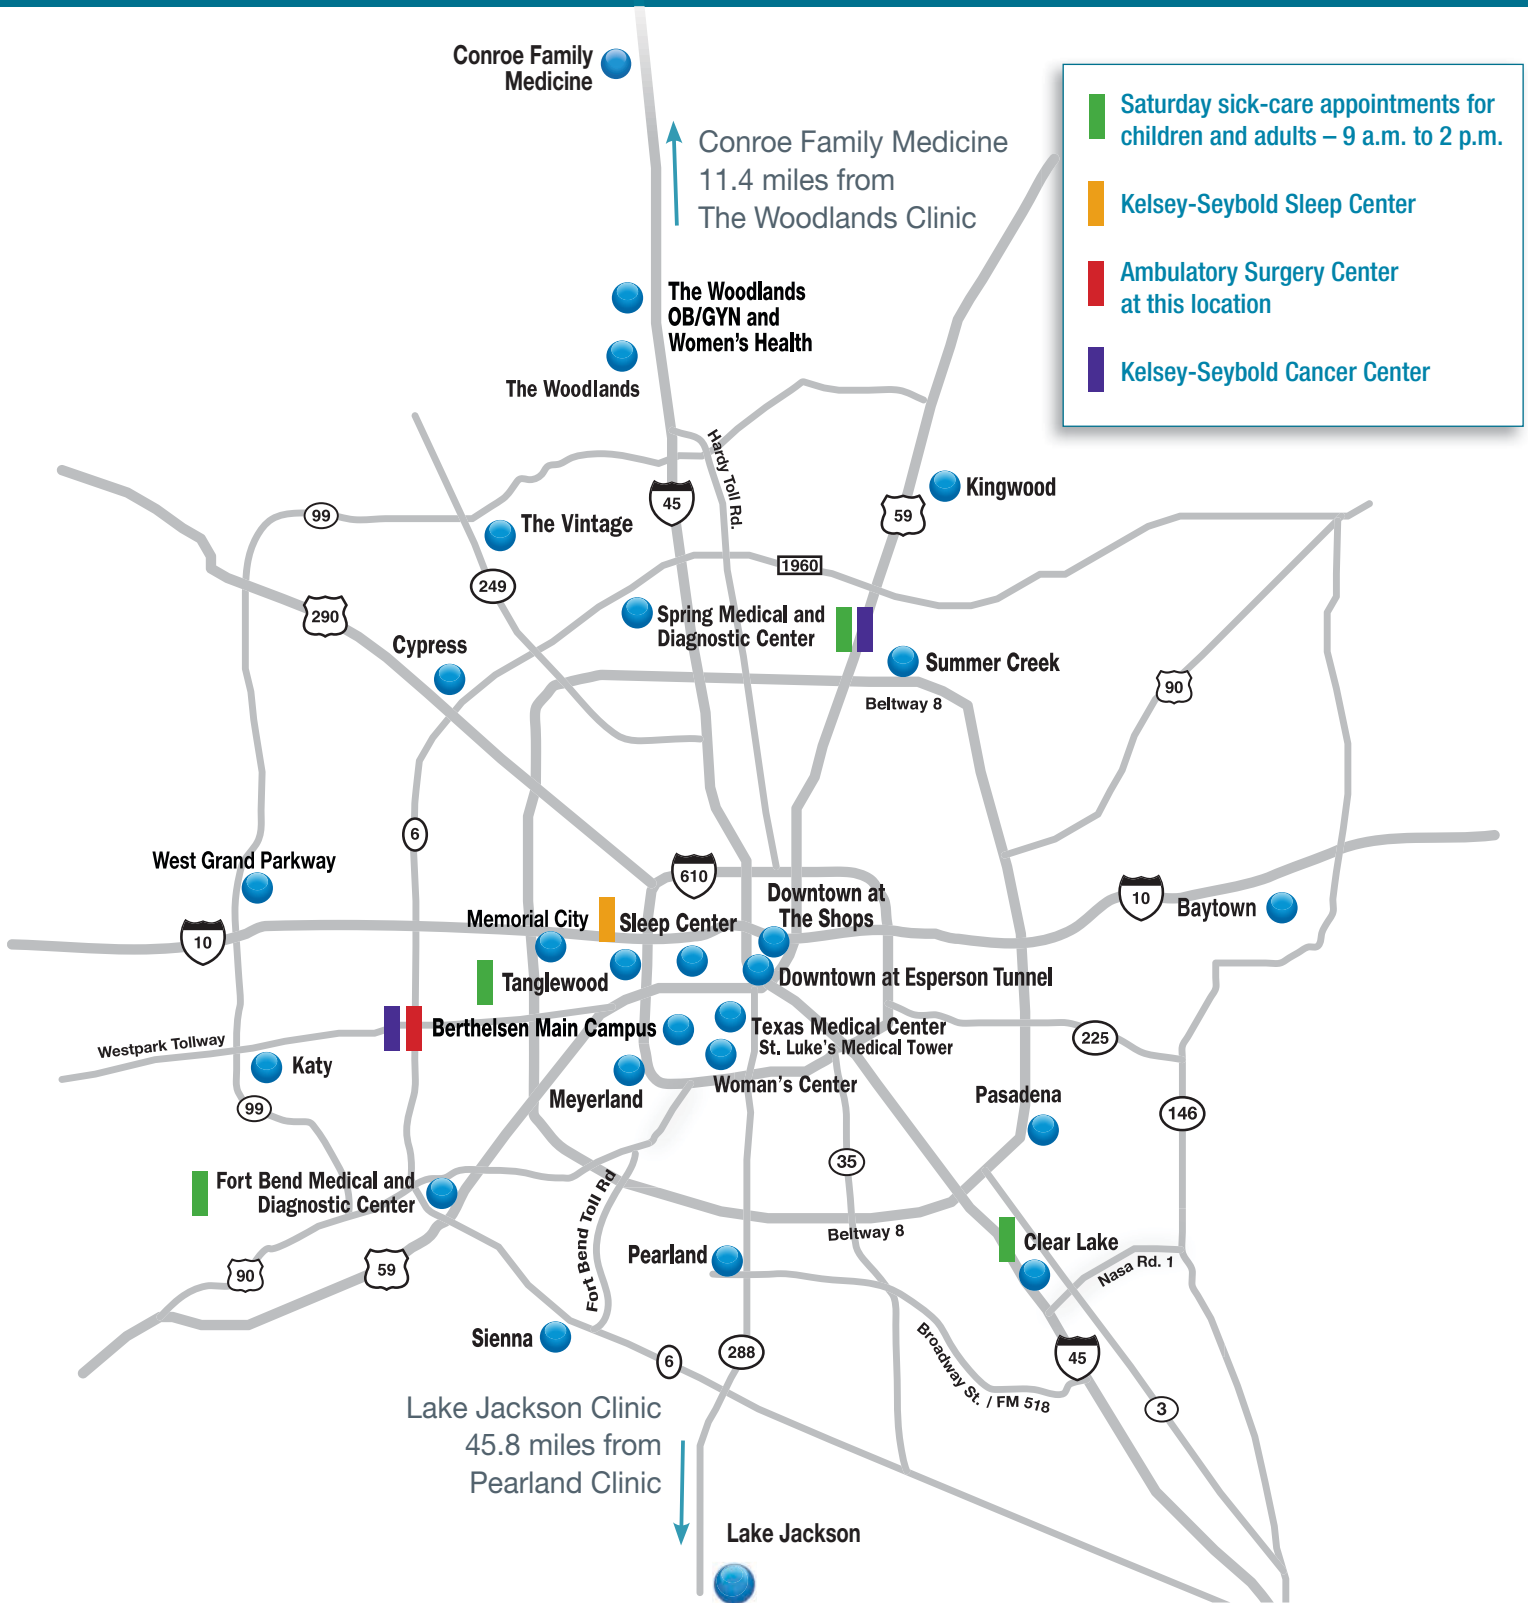 Conroe Family
Medicine
Conroe Family Medicine
11.4 miles from
The Woodlands Clinic
Saturday sick-care appointments for
children and adults – 9 a.m. to 2 p.m.
Kelsey-Seybold Sleep Center
Ambulatory Surgery Center
at this location
Kelsey-Seybold Cancer Center
The Woodlands
OB/GYN and
Women's Health
The Woodlands
Hardy Toll Rd.
45
99
The Vintage
59
Kingwood
249
1960
290
Spring Medical and
Diagnostic Center
Cypress
Summer Creek
90
Beltway 8
6
West Grand Parkway
610
Downtown at
The Shops
10
Baytown
Memorial City
Sleep Center
10
Tanglewood
Downtown at Esperson Tunnel
Berthelsen Main Campus
Texas Medical Center
St. Luke's Medical Tower
225
Westpark Tollway
Katy
Meyerland
Woman's Center
Pasadena
99
146
35
Fort Bend Medical and
Diagnostic Center
Fort Bend Toll Rd
Beltway 8
Clear Lake
Nasa Rd. 1
90
59
Pearland
Sienna
6
288
Broadway St. / FM 518
45
3
Lake Jackson Clinic
45.8 miles from
Pearland Clinic
Lake Jackson